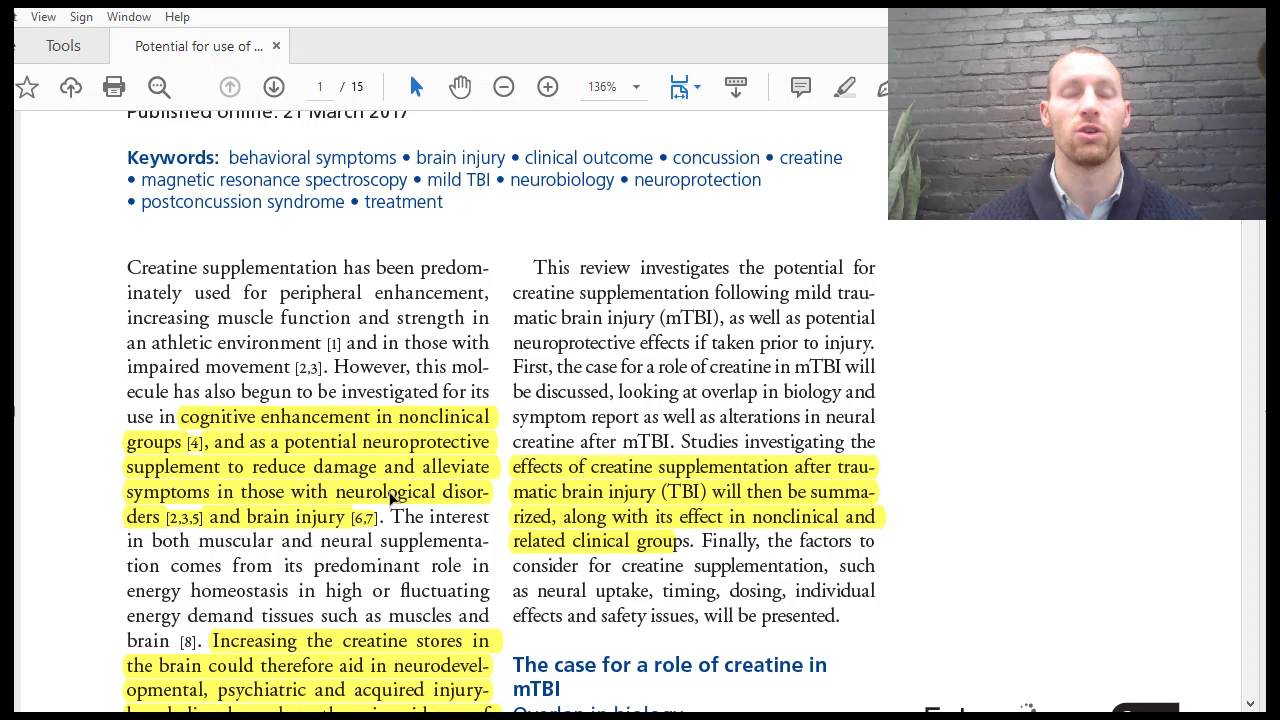 View Sign Window Help
Tools Potential for use of ... ×
1 / 15 136%
Published online: 21 March 2017
Keywords: behavioral symptoms • brain injury • clinical outcome • concussion • creatine
• magnetic resonance spectroscopy • mild TBI • neurobiology • neuroprotection
• postconcussion syndrome • treatment
Creatine supplementation has been predom-
inately used for peripheral enhancement,
increasing muscle function and strength in
an athletic environment [1] and in those with
impaired movement [2,3]. However, this mol-
ecule has also begun to be investigated for its
use in cognitive enhancement in nonclinical
groups [4], and as a potential neuroprotective
supplement to reduce damage and alleviate
symptoms in those with neurological disor-
ders [2,3,5] and brain injury [6,7]. The interest
in both muscular and neural supplementa-
tion comes from its predominant role in
energy homeostasis in high or fluctuating
energy demand tissues such as muscles and
brain [8]. Increasing the creatine stores in
the brain could therefore aid in neurodevel-
opmental, psychiatric and acquired injury-
This review investigates the potential for
creatine supplementation following mild trau-
matic brain injury (mTBI), as well as potential
neuroprotective effects if taken prior to injury.
First, the case for a role of creatine in mTBI will
be discussed, looking at overlap in biology and
symptom report as well as alterations in neural
creatine after mTBI. Studies investigating the
effects of creatine supplementation after trau-
matic brain injury (TBI) will then be summa-
rized, along with its effect in nonclinical and
related clinical groups. Finally, the factors to
consider for creatine supplementation, such
as neural uptake, timing, dosing, individual
effects and safety issues, will be presented.
The case for a role of creatine in
mTBI
Overlap in biology